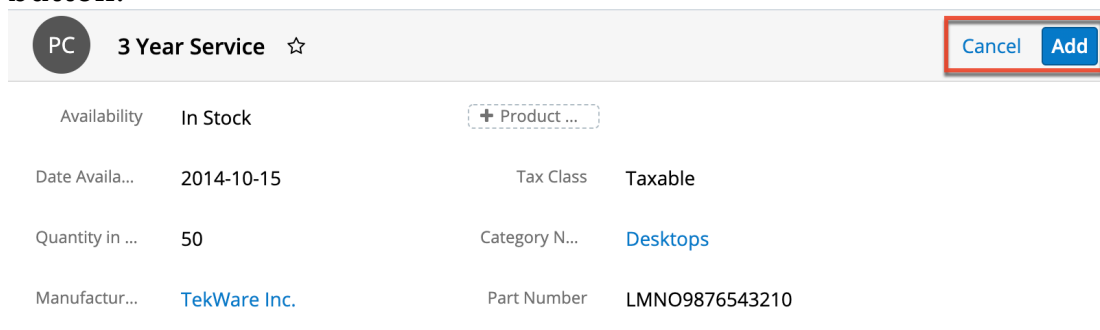 PC 3 Year Service Cancel Add
Availability In Stock + Product ...
Date Availa... 2014-10-15 Tax Class Taxable
Quantity in ... 50 Category N... Desktops
Manufactur... TekWare Inc. Part Number LMNO9876543210